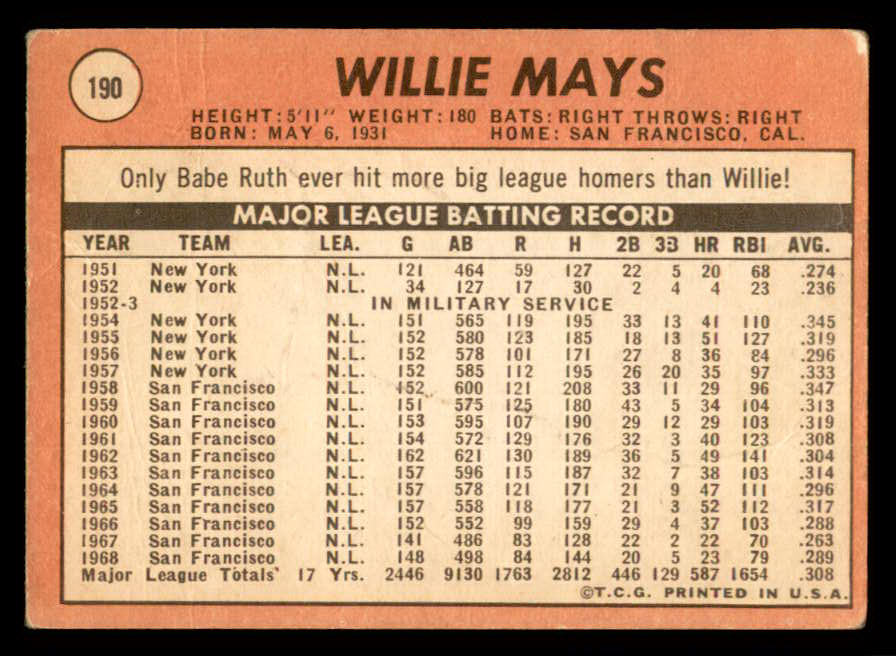 190
WILLIE MAYS
HEIGHT: 5'11" WEIGHT: 180 BATS: RIGHT THROWS: RIGHT
BORN: MAY 6, 1931 HOME: SAN FRANCISCO, CAL.
Only Babe Ruth ever hit more big league homers than Willie!
MAJOR LEAGUE BATTING RECORD
YEAR TEAM LEA. G AB R H 2B 3B HR RBI AVG.
1951 New York N.L. 121 464 59 127 22 5 20 68 .274
1952 New York N.L. 34 127 17 30 2 4 4 23 .236
1952-3 IN MILITARY SERVICE
1954 New York N.L. 151 565 119 195 33 13 41 110 .345
1955 New York N.L. 152 580 123 185 18 13 51 127 .319
1956 New York N.L. 152 578 101 171 27 8 36 84 .296
1957 New York N.L. 152 585 112 195 26 20 35 97 .333
1958 San Francisco N.L. 152 600 121 208 33 11 29 96 .347
1959 San Francisco N.L. 151 575 125 180 43 5 34 104 .313
1960 San Francisco N.L. 153 595 107 190 29 12 29 103 .319
1961 San Francisco N.L. 154 572 129 176 32 3 40 123 .308
1962 San Francisco N.L. 162 621 130 189 36 5 49 141 .304
1963 San Francisco N.L. 157 596 115 187 32 7 38 103 .314
1964 San Francisco N.L. 157 578 121 171 21 9 47 111 .296
1965 San Francisco N.L. 157 558 118 177 21 3 52 112 .317
1966 San Francisco N.L. 152 552 99 159 29 4 37 103 .288
1967 San Francisco N.L. 141 486 83 128 22 2 22 70 .263
1968 San Francisco N.L. 148 498 84 144 20 5 23 79 .289
Major League Totals 17 Yrs. 2446 9130 1763 2812 446 129 587 1654 .308
©T.C.G. PRINTED IN U.S.A.